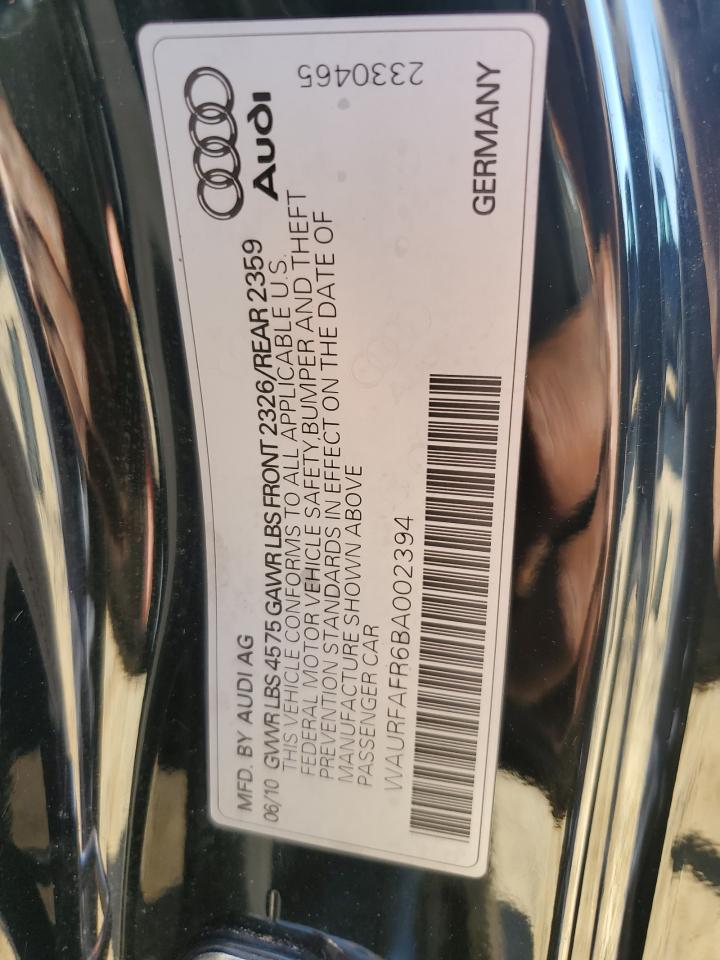 MFD. BY AUDI AG
06/10 GVWR LBS 4575 GAWR LBS FRONT 2326/REAR 2359
THIS VEHICLE CONFORMS TO ALL APPLICABLE U.S.
FEDERAL MOTOR VEHICLE SAFETY,BUMPER AND THEFT
PREVENTION STANDARDS IN EFFECT ON THE DATE OF
MANUFACTURE SHOWN ABOVE
PASSENGER CAR
WAURFAFR6BA002394
Audi
2330465
GERMANY